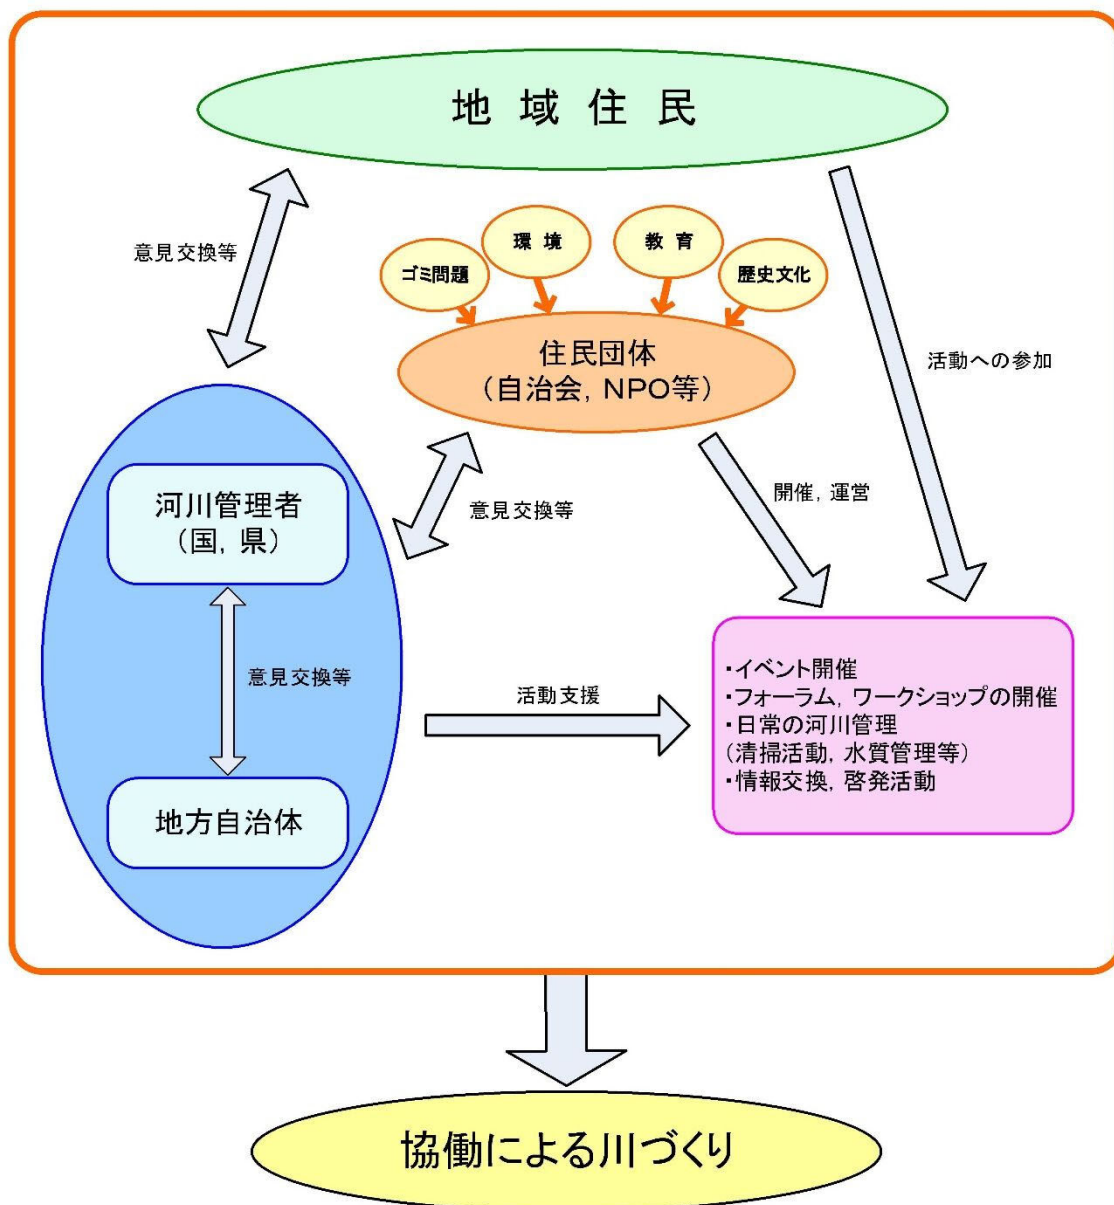 地 域 住 民
意見交換等
ゴミ問題
環 境
教 育
歴史文化
住民団体
（自治会, NPO等）
活動への参加
河川管理者
（国, 県）
意見交換等
開催, 運営
意見交換等
地方自治体
活動支援
・イベント開催
・フォーラム, ワークショップの開催
・日常の河川管理
（清掃活動, 水質管理等）
・情報交換, 啓発活動
協働による川づくり